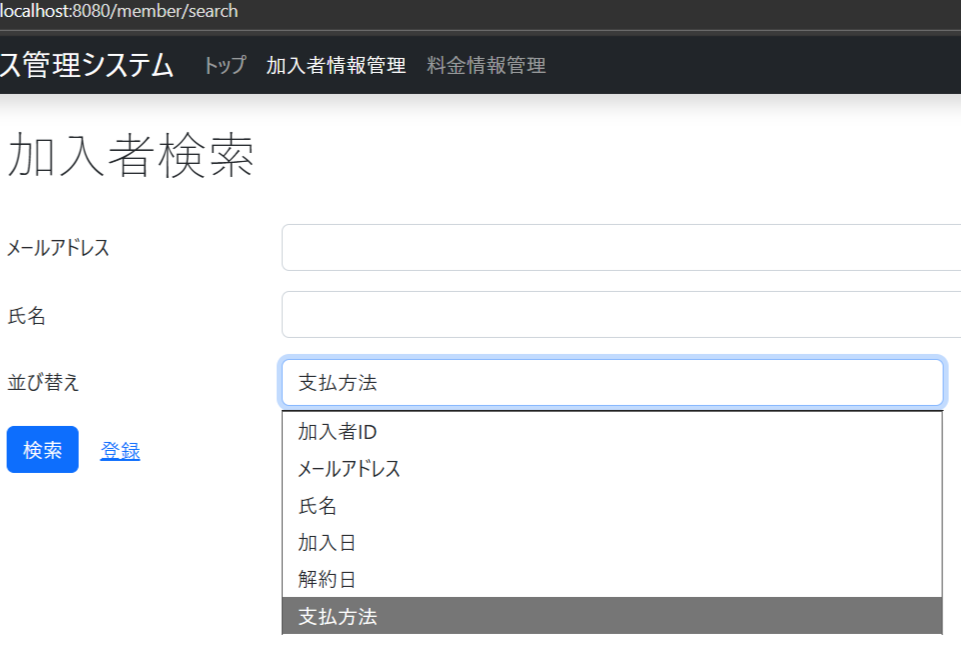 localhost:8080/member/search
ス管理システム トップ 加入者情報管理 料金情報管理
加入者検索
メールアドレス
氏名
並び替え 支払方法
加入者ID
検索 登録
メールアドレス
氏名
加入日
解約日
支払方法